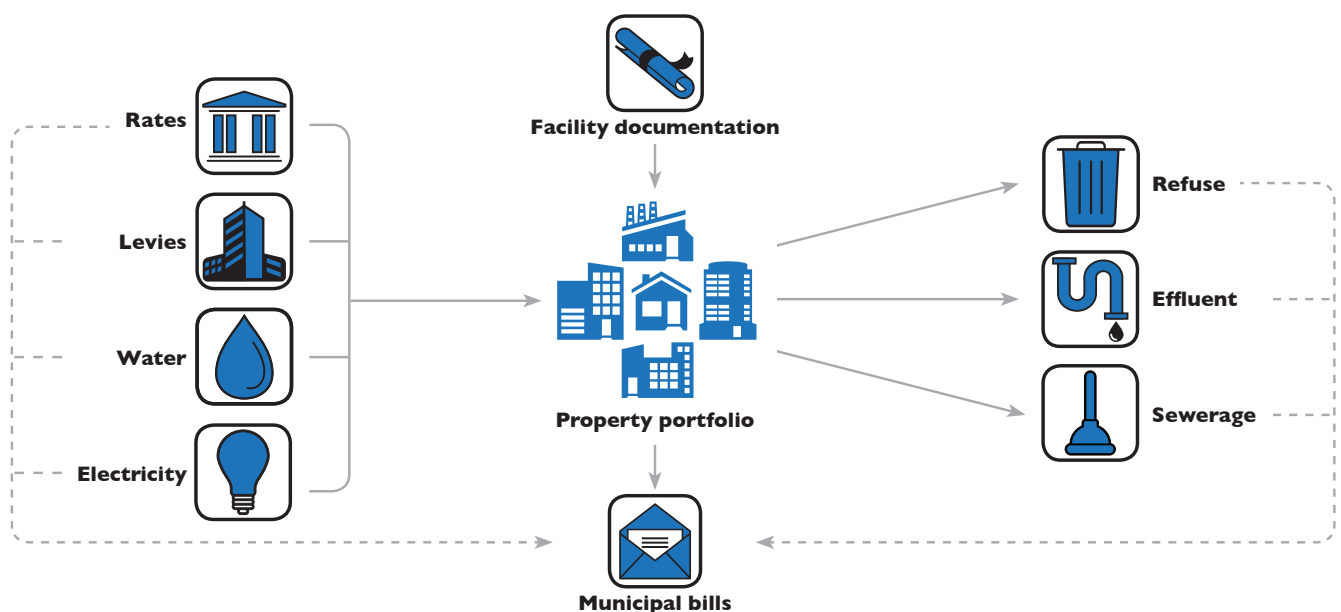 Facility documentation
Rates
Levies
Water
Electricity
Property portfolio
Refuse
Effluent
Sewerage
Municipal bills